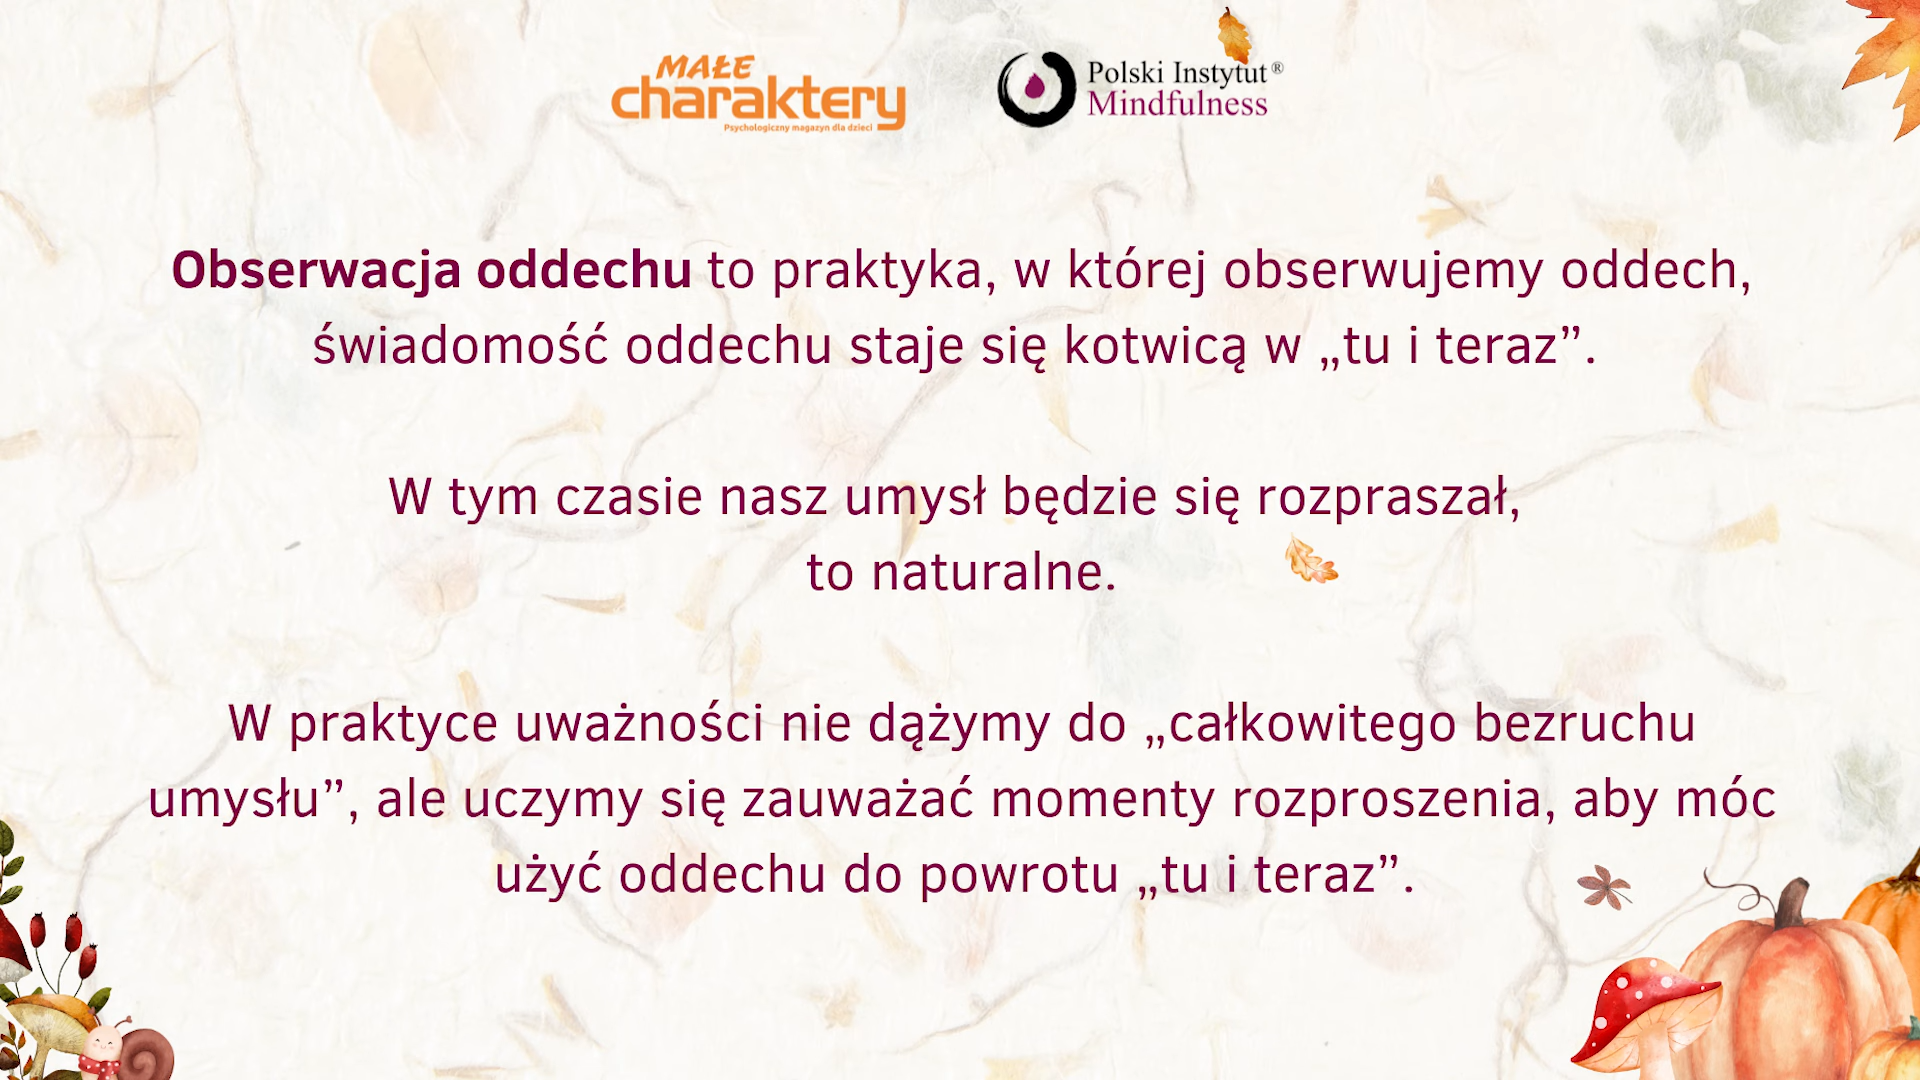 MAŁE
charaktery
Psychologiczny magazyn dla dzieci
Polski Instytut®
Mindfulness
Obserwacja oddechu to praktyka, w której obserwujemy oddech,
świadomość oddechu staje się kotwicą w „tu i teraz”.
W tym czasie nasz umysł będzie się rozpraszał,
to naturalne.
W praktyce uważności nie dążymy do „całkowitego bezruchu
umysłu”, ale uczymy się zauważać momenty rozproszenia, aby móc
użyć oddechu do powrotu „tu i teraz”.